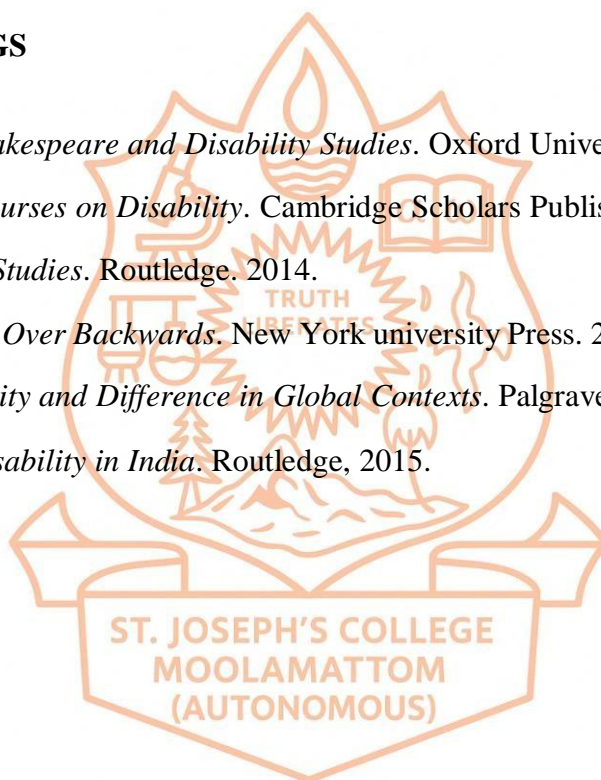 GS
akespeare and Disability Studies. Oxford Unive
urses on Disability. Cambridge Scholars Publis
Studies. Routledge. 2014.
TRUTH
LIBERATES
Over Backwards. New York university Press. 2
ity and Difference in Global Contexts. Palgrave
sability in India. Routledge, 2015.
ST. JOSEPH'S COLLEGE
MOOLAMATTOM
(AUTONOMOUS)